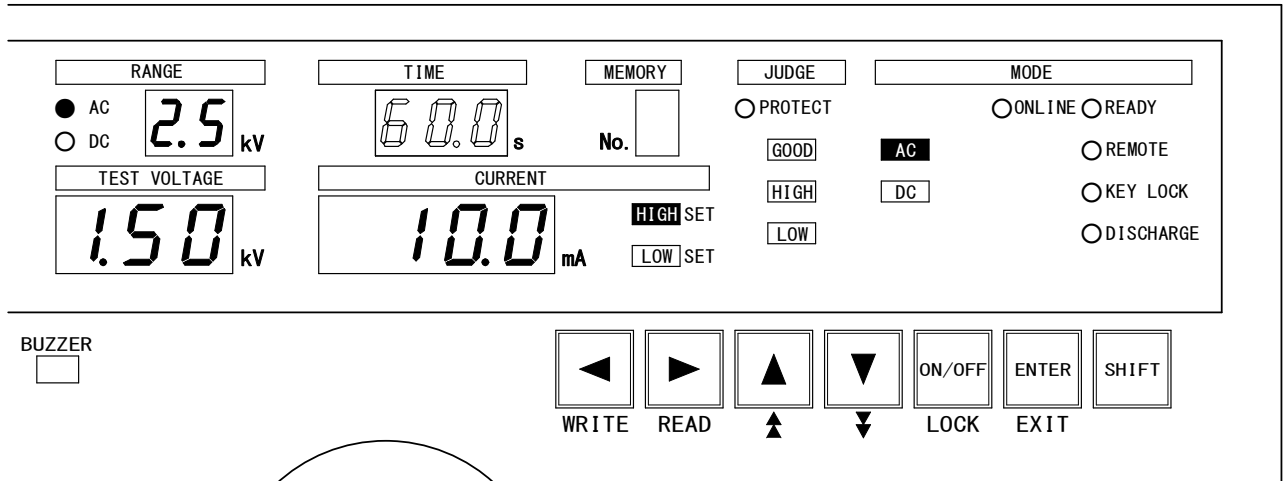 RANGE TIME MEMORY JUDGE MODE
AC 2.5 kV 60.0 s No. PROTECT ONLINE READY
DC GOOD AC REMOTE
TEST VOLTAGE CURRENT HIGH DC KEY LOCK
1.50 kV 10.0 mA HIGH SET LOW DISCHARGE
LOW SET
BUZZER
ON/OFF ENTER SHIFT
WRITE READ LOCK EXIT